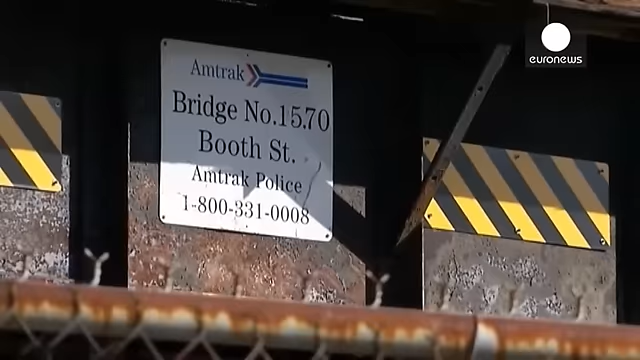 euronews
Amtrak
Bridge No.15.70
Booth St.
Amtrak Police
1-800-331-0008